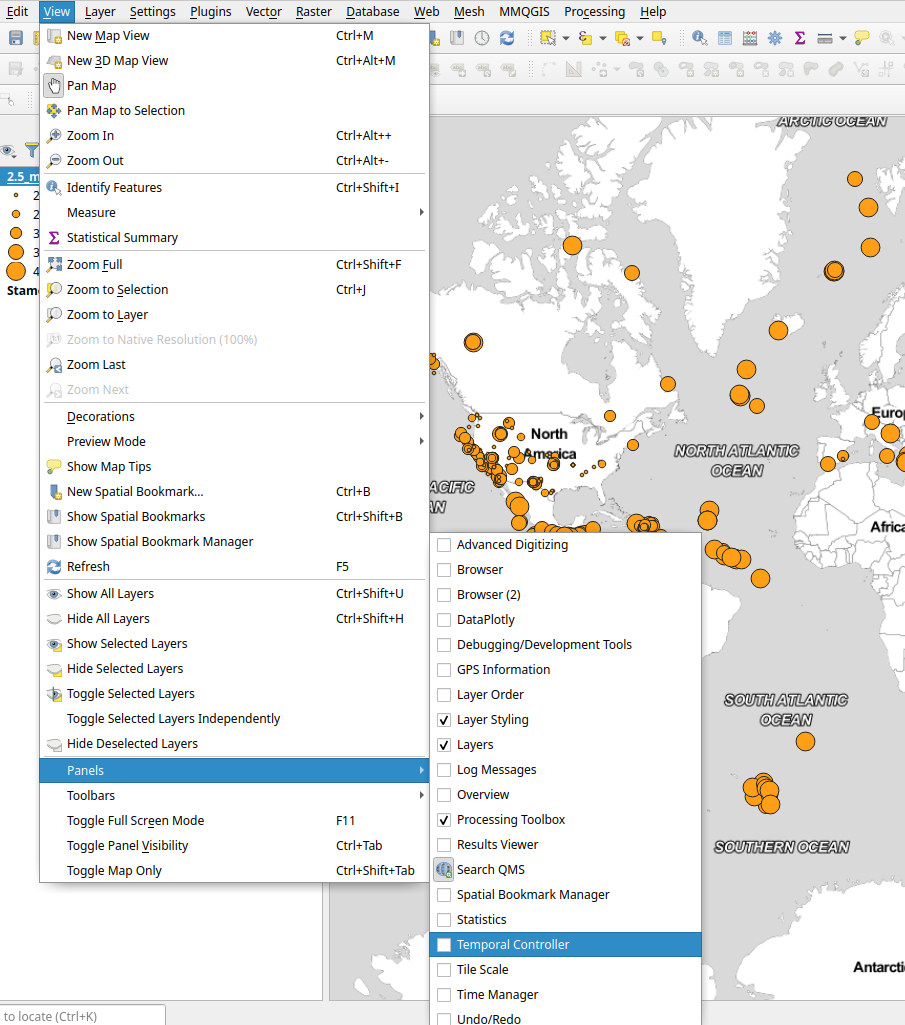 Edit View Layer Settings Plugins Vector Raster Database Web Mesh MMQGIS Processing Help
New Map View Ctrl+M
New 3D Map View Ctrl+Alt+M
Pan Map
Pan Map to Selection
Zoom In Ctrl+Alt++
Zoom Out Ctrl+Alt+-
Identify Features Ctrl+Shift+I
Measure
Statistical Summary
Zoom Full Ctrl+Shift+F
Zoom to Selection Ctrl+J
Zoom to Layer
Zoom to Native Resolution (100%)
Zoom Last
Zoom Next
Decorations
Preview Mode
Show Map Tips
New Spatial Bookmark... Ctrl+B
Show Spatial Bookmarks Ctrl+Shift+B
Show Spatial Bookmark Manager
Refresh F5
Show All Layers Ctrl+Shift+U
Hide All Layers Ctrl+Shift+H
Show Selected Layers
Hide Selected Layers
Toggle Selected Layers
Toggle Selected Layers Independently
Hide Deselected Layers
Panels
Toolbars
Toggle Full Screen Mode F11
Toggle Panel Visibility Ctrl+Tab
Toggle Map Only Ctrl+Shift+Tab
Advanced Digitizing
Browser
Browser (2)
DataPlotly
Debugging/Development Tools
GPS Information
Layer Order
Layer Styling
Layers
Log Messages
Overview
Processing Toolbox
Results Viewer
Search QMS
Spatial Bookmark Manager
Statistics
Temporal Controller
Tile Scale
Time Manager
Undo/Redo
2.5_m
2
2
3
3
4
Stam
ARCTIC OCEAN
North
America
NORTH ATLANTIC
OCEAN
ACIFIC
AN
Europ
Africa
SOUTH ATLANTIC
OCEAN
SOUTHERN OCEAN
Antarcti
to locate (Ctrl+K)